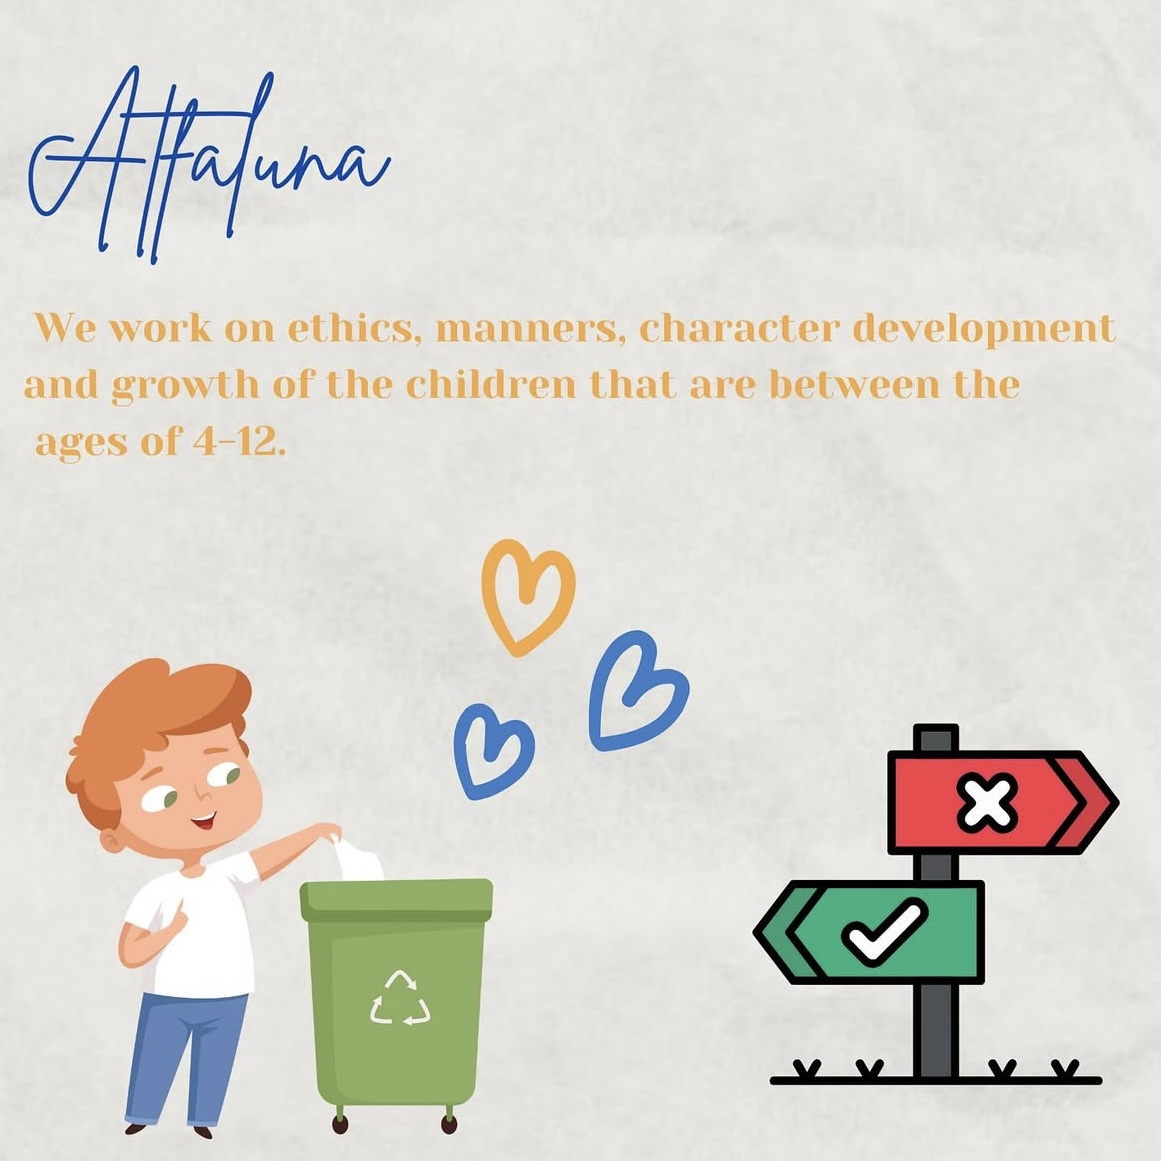 Atfaluna
We work on ethics, manners, character development
and growth of the children that are between the
ages of 4-12.